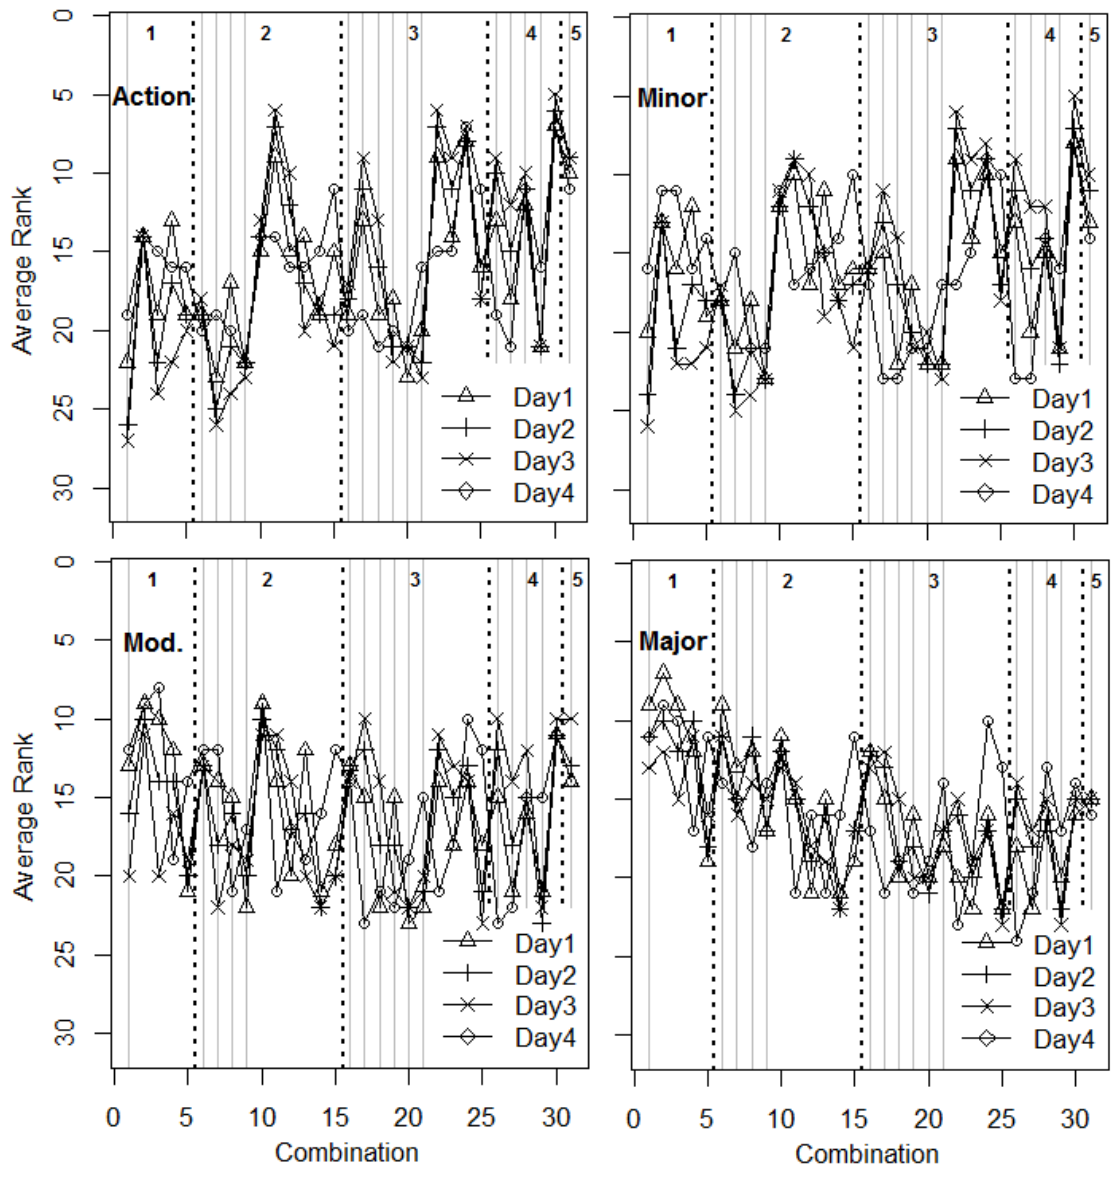 1 2 3 4 5
1 2 3 4 5
Action
Minor
0
5
10
15
20
25
30
Average Rank
Day1
Day2
Day3
Day4
Day1
Day2
Day3
Day4
1 2 3 4 5
1 2 3 4 5
Mod.
Major
0
5
10
15
20
25
30
Average Rank
Day1
Day2
Day3
Day4
Day1
Day2
Day3
Day4
0 5 10 15 20 25 30
0 5 10 15 20 25 30
Combination
Combination